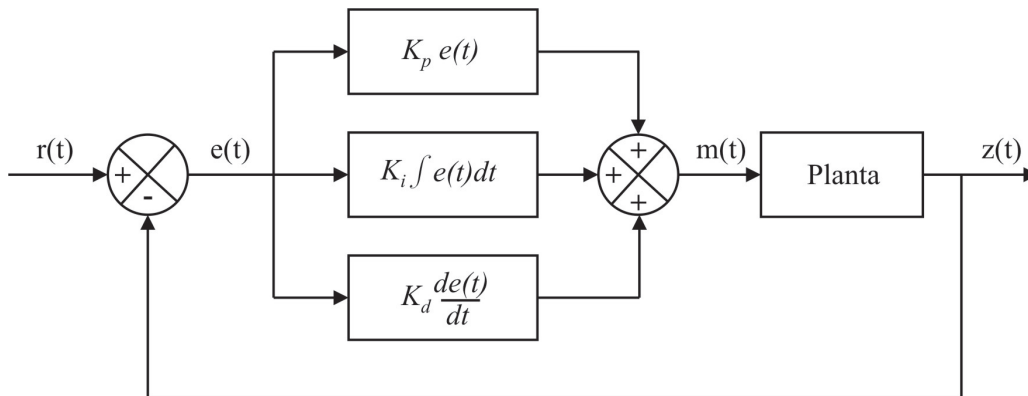 K_p e(t)
r(t)
+
-
e(t)
K_i ∫ e(t)dt
+
+
+
m(t)
Planta
z(t)
K_d de(t)/dt